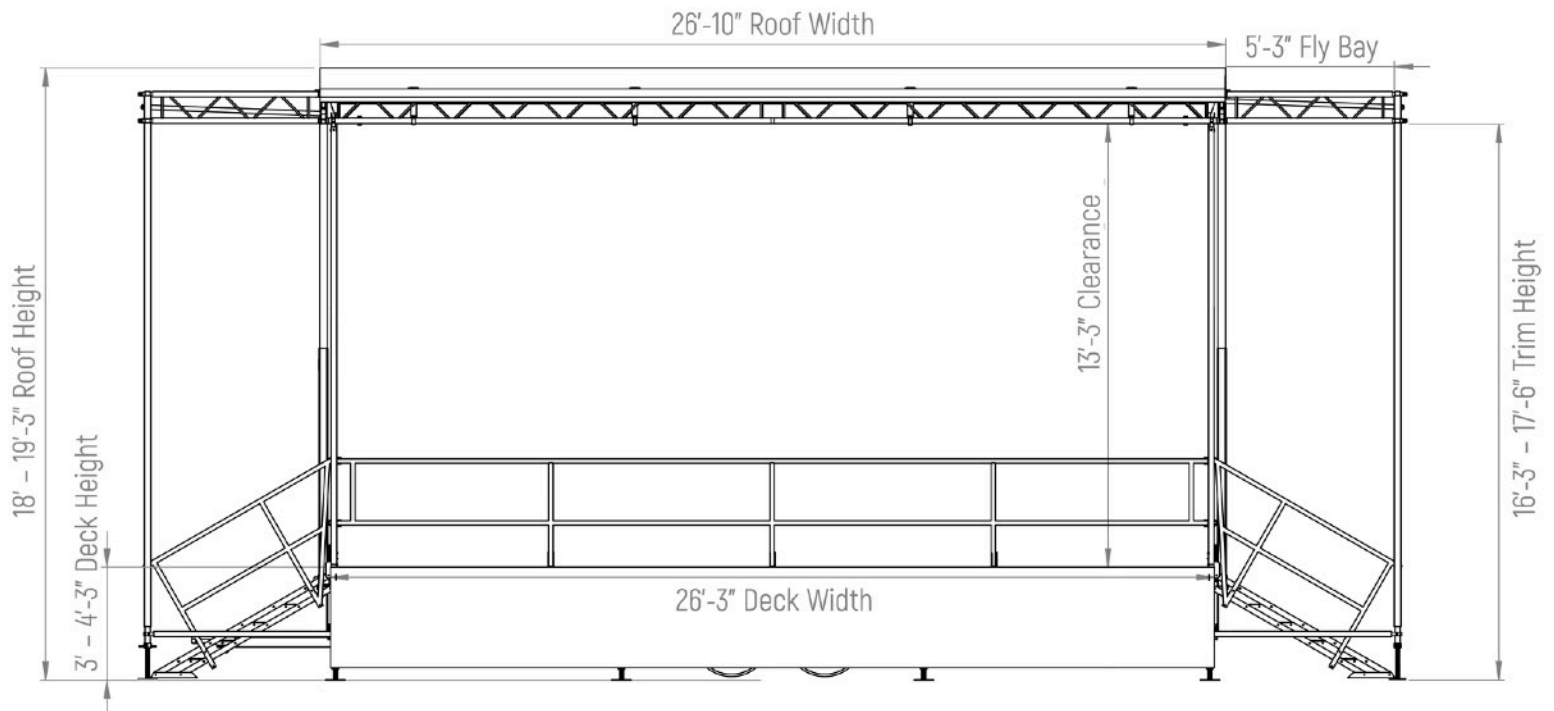 26'-10" Roof Width
5'-3" Fly Bay
18' – 19'-3" Roof Height
13'-3" Clearance
16'-3" – 17'-6" Trim Height
3' – 4'-3" Deck Height
26'-3" Deck Width